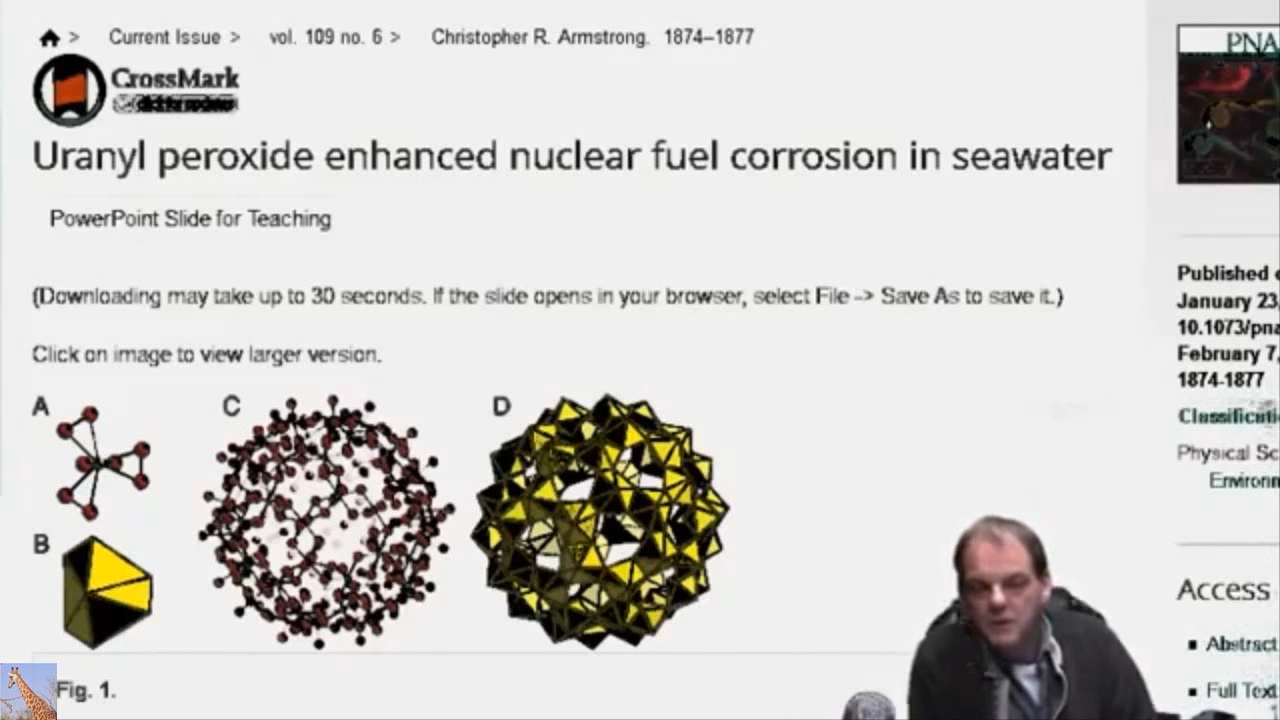 > Current Issue > vol. 109 no. 6 > Christopher R. Armstrong. 1874–1877
CrossMark
Uranyl peroxide enhanced nuclear fuel corrosion in seawater
PowerPoint Slide for Teaching
(Downloading may take up to 30 seconds. If the slide opens in your browser, select File -> Save As to save it.)
Click on image to view larger version.
A
C
D
B
Fig. 1.
PNA
Published
January 23,
10.1073/pna
February 7,
1874-1877
Classificati
Physical Sc
Environ
Access
▪ Abstract
▪ Full Text